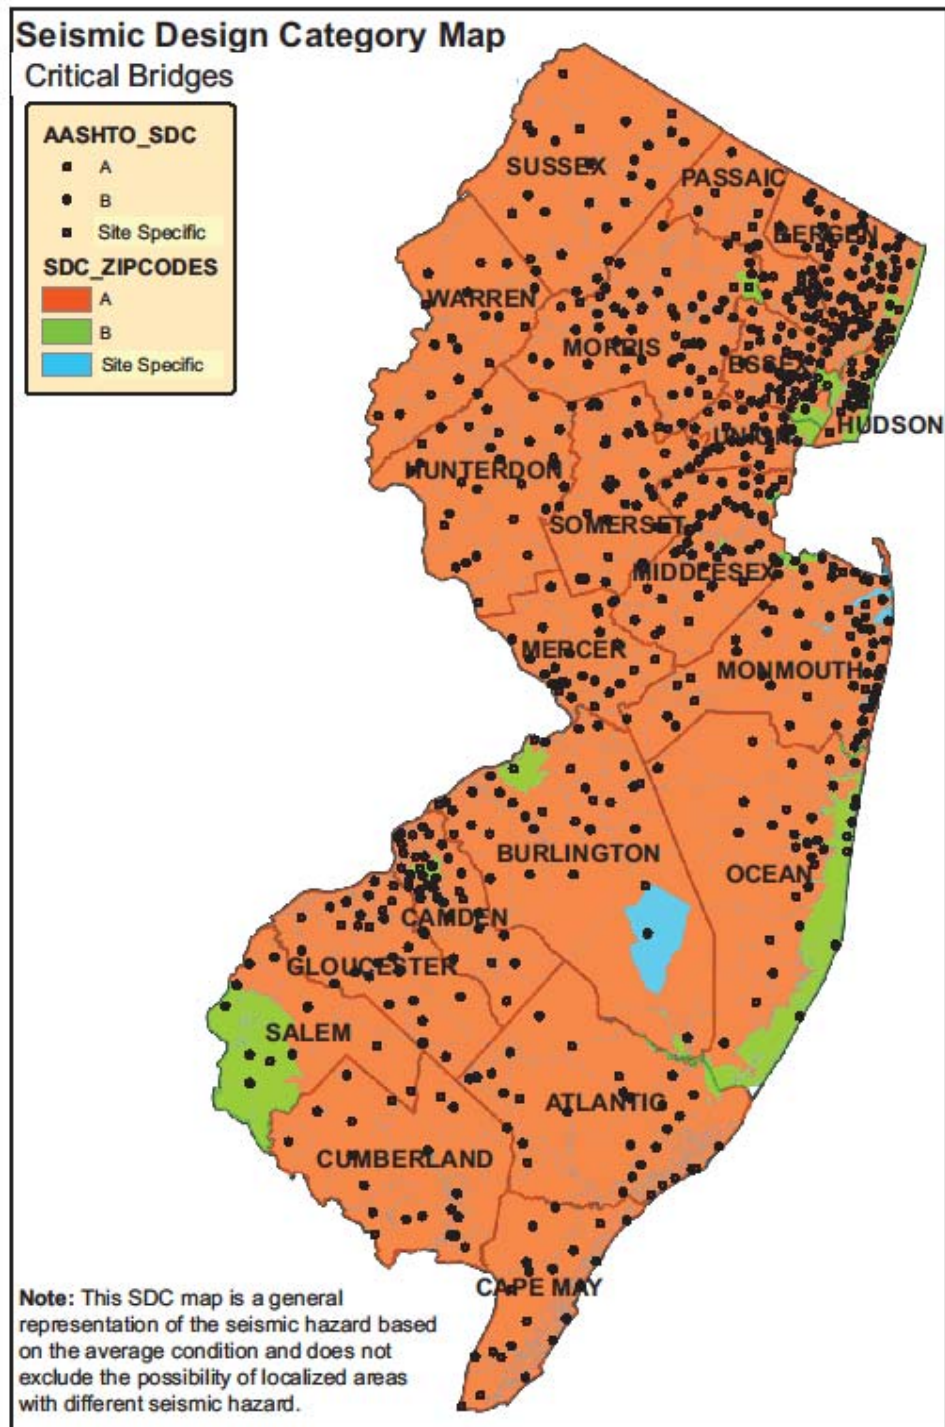 Seismic Design Category Map
Critical Bridges
AASHTO_SDC
A
B
Site Specific
SDC_ZIPCODES
A
B
Site Specific
SUSSEX
PASSAIC
BERGEN
WARREN
MORRIS
ESSEX
HUDSON
UNION
HUNTERDON
SOMERSET
MIDDLESEX
MERCER
MONMOUTH
BURLINGTON
OCEAN
CAMDEN
GLOUCESTER
SALEM
ATLANTIC
CUMBERLAND
CAPE MAY
Note: This SDC map is a general
representation of the seismic hazard based
on the average condition and does not
exclude the possibility of localized areas
with different seismic hazard.